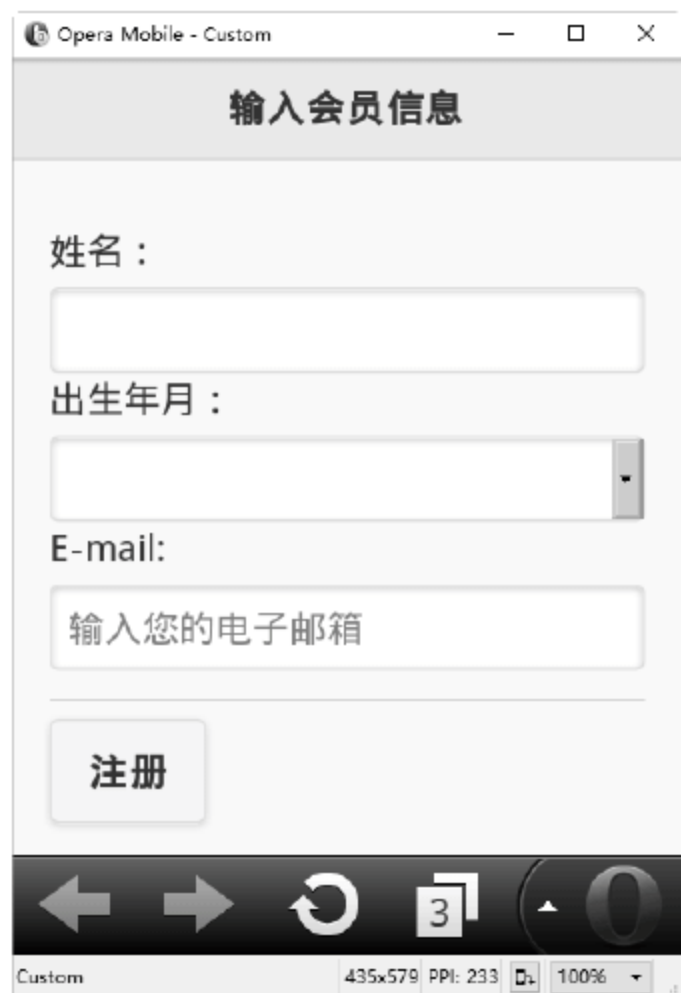 Opera Mobile - Custom
输入会员信息
姓名：
出生年月：
E-mail:
输入您的电子邮箱
注册
3
Custom 435x579 PPI: 233 100%